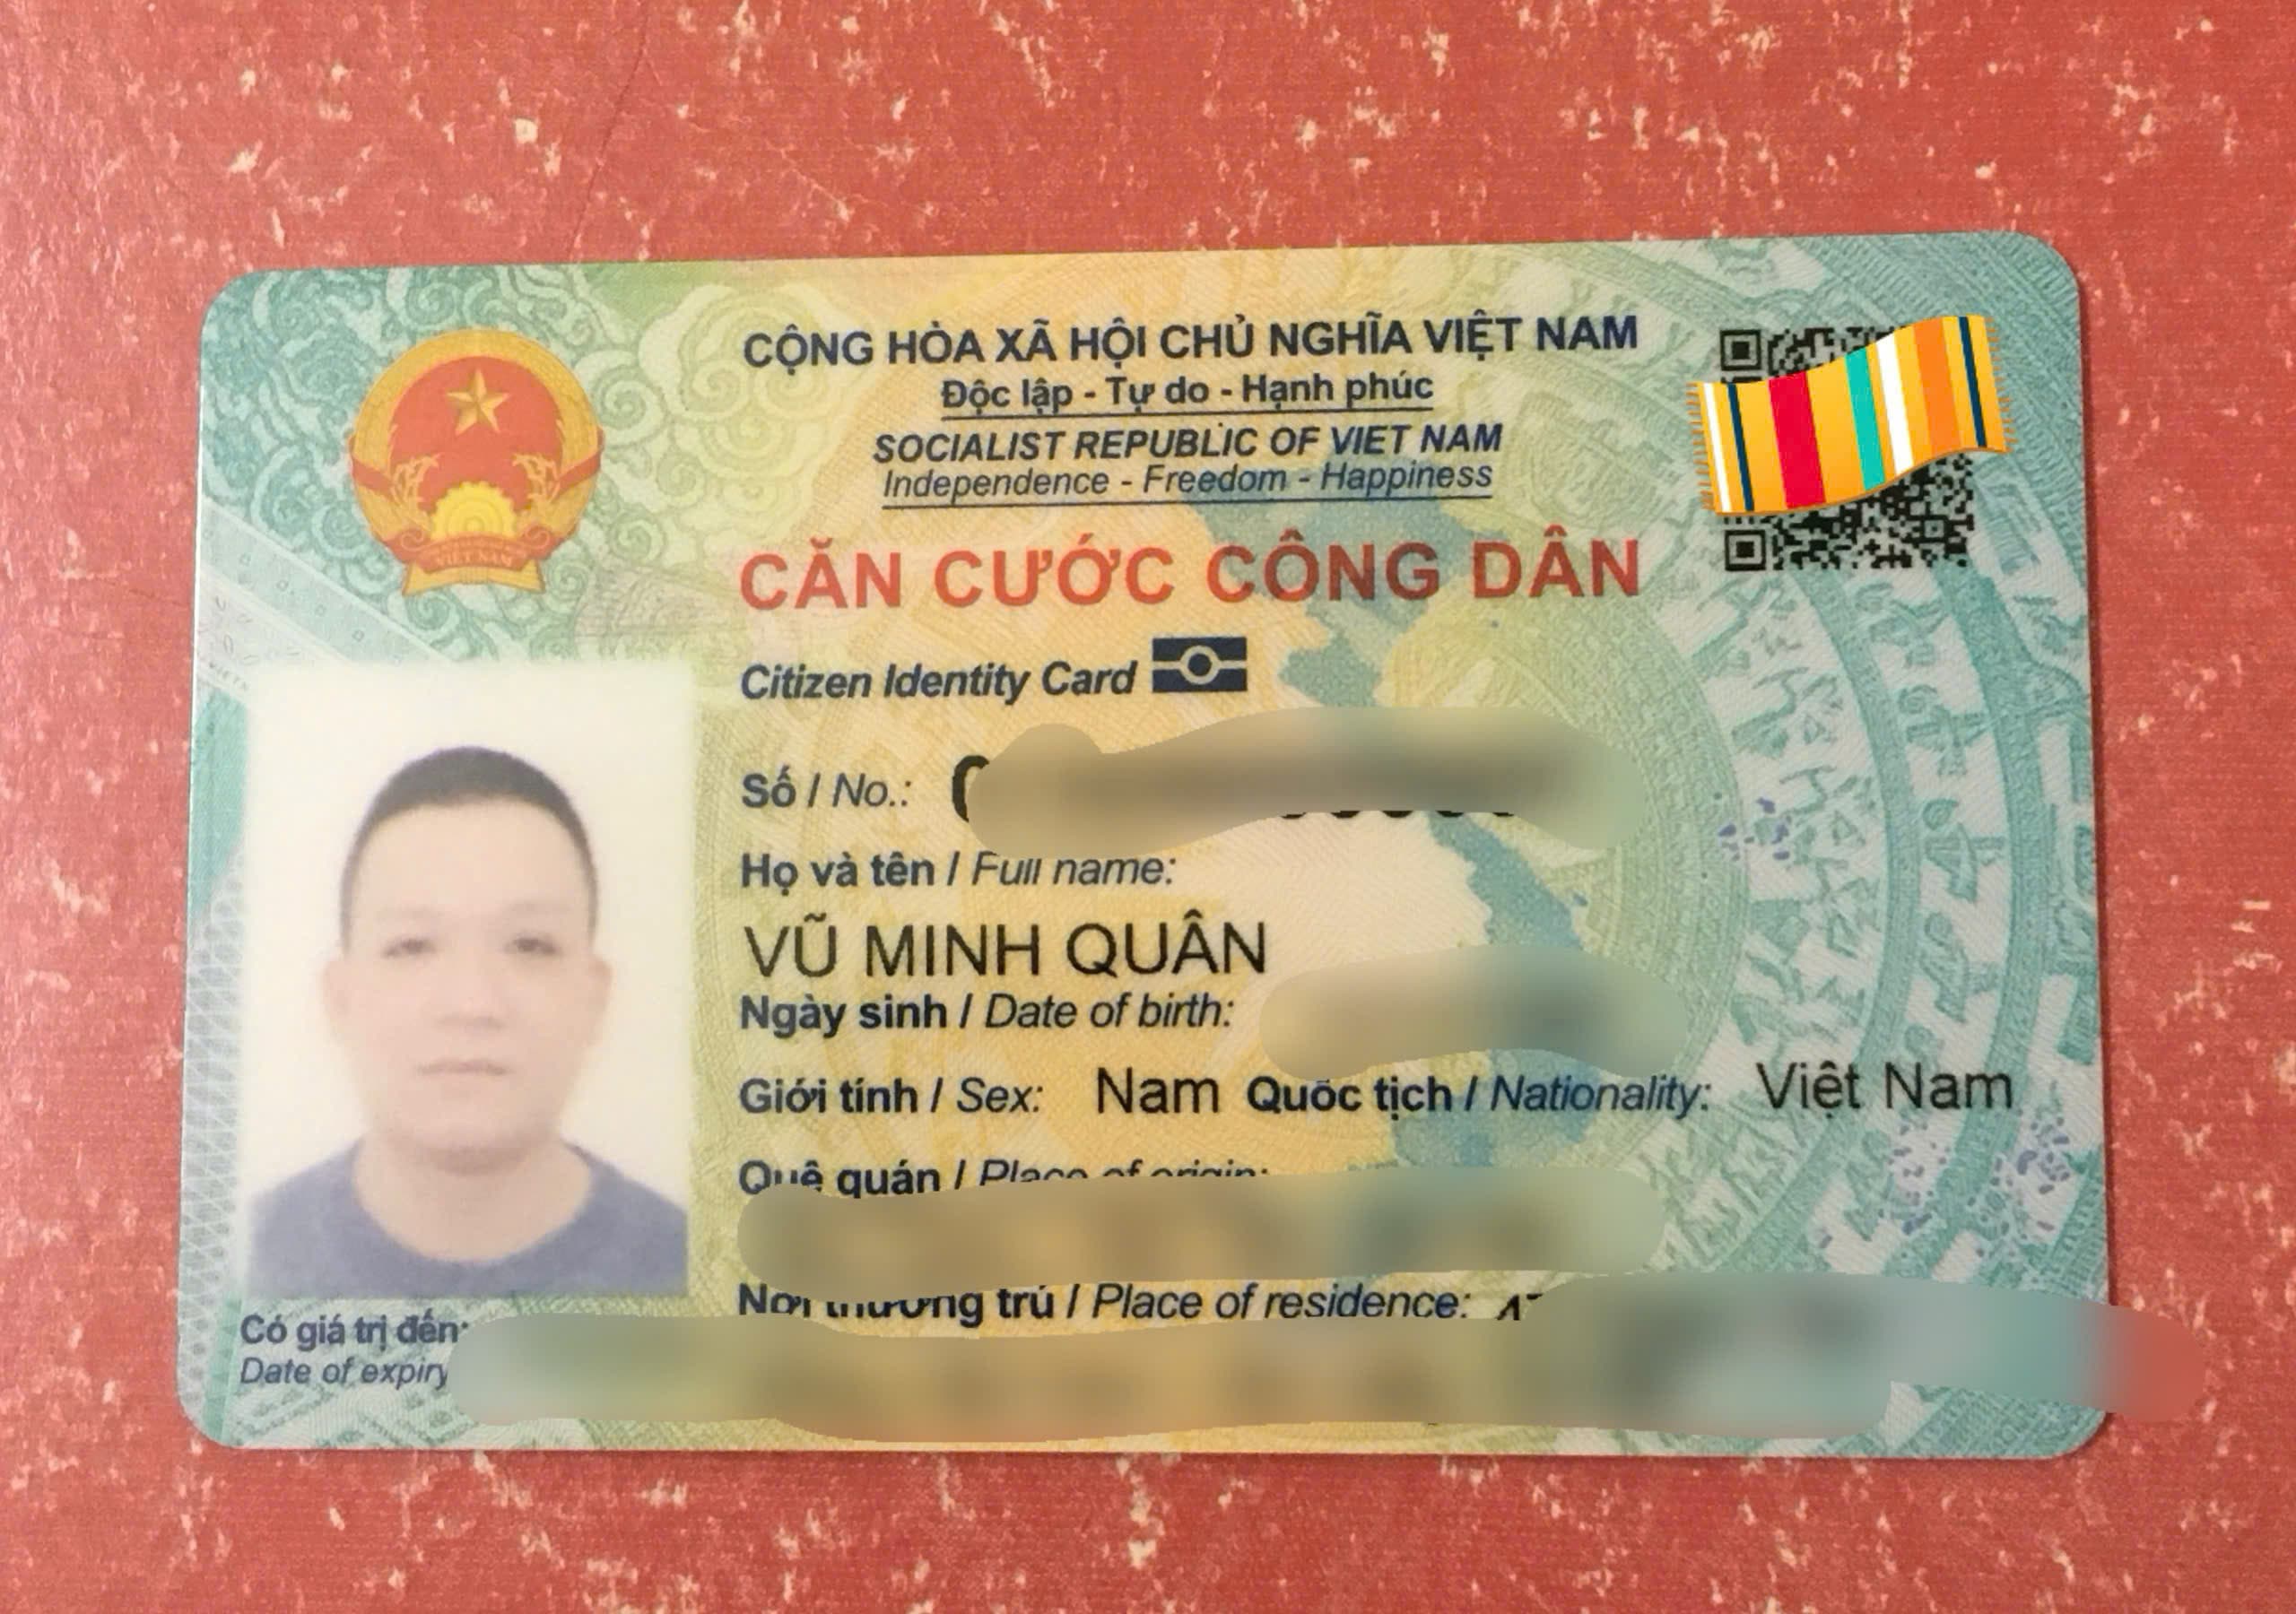 CỘNG HÒA XÃ HỘI CHỦ NGHĨA VIỆT NAM
Độc lập - Tự do - Hạnh phúc
SOCIALIST REPUBLIC OF VIET NAM
Independence - Freedom - Happiness
CĂN CƯỚC CÔNG DÂN
Citizen Identity Card
VIỆT NAM
Số / No.:
Họ và tên / Full name:
VŨ MINH QUÂN
Ngày sinh / Date of birth:
Giới tính / Sex: Nam Quốc tịch / Nationality: Việt Nam
Quê quán / Place of origin:
Nơi thường trú / Place of residence:
Có giá trị đến:
Date of expiry